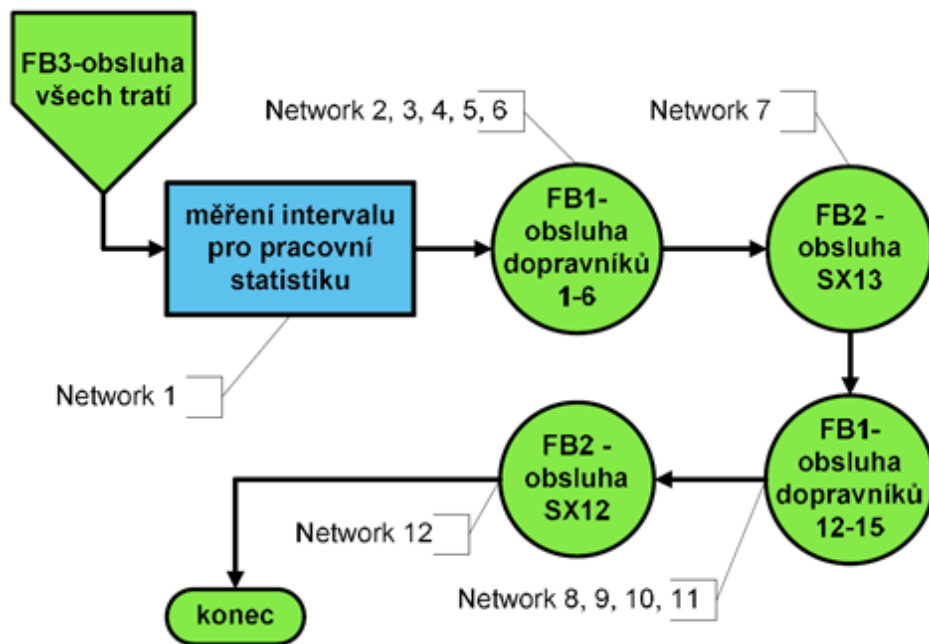 FB3-obsluha
všech tratí
Network 2, 3, 4, 5, 6
Network 7
měření intervalu
pro pracovní
statistiku
FB1-
obsluha
dopravníků
1-6
FB2 -
obsluha
SX13
Network 1
FB2 -
obsluha
SX12
FB1-
obsluha
dopravníků
12-15
Network 12
Network 8, 9, 10, 11
konec